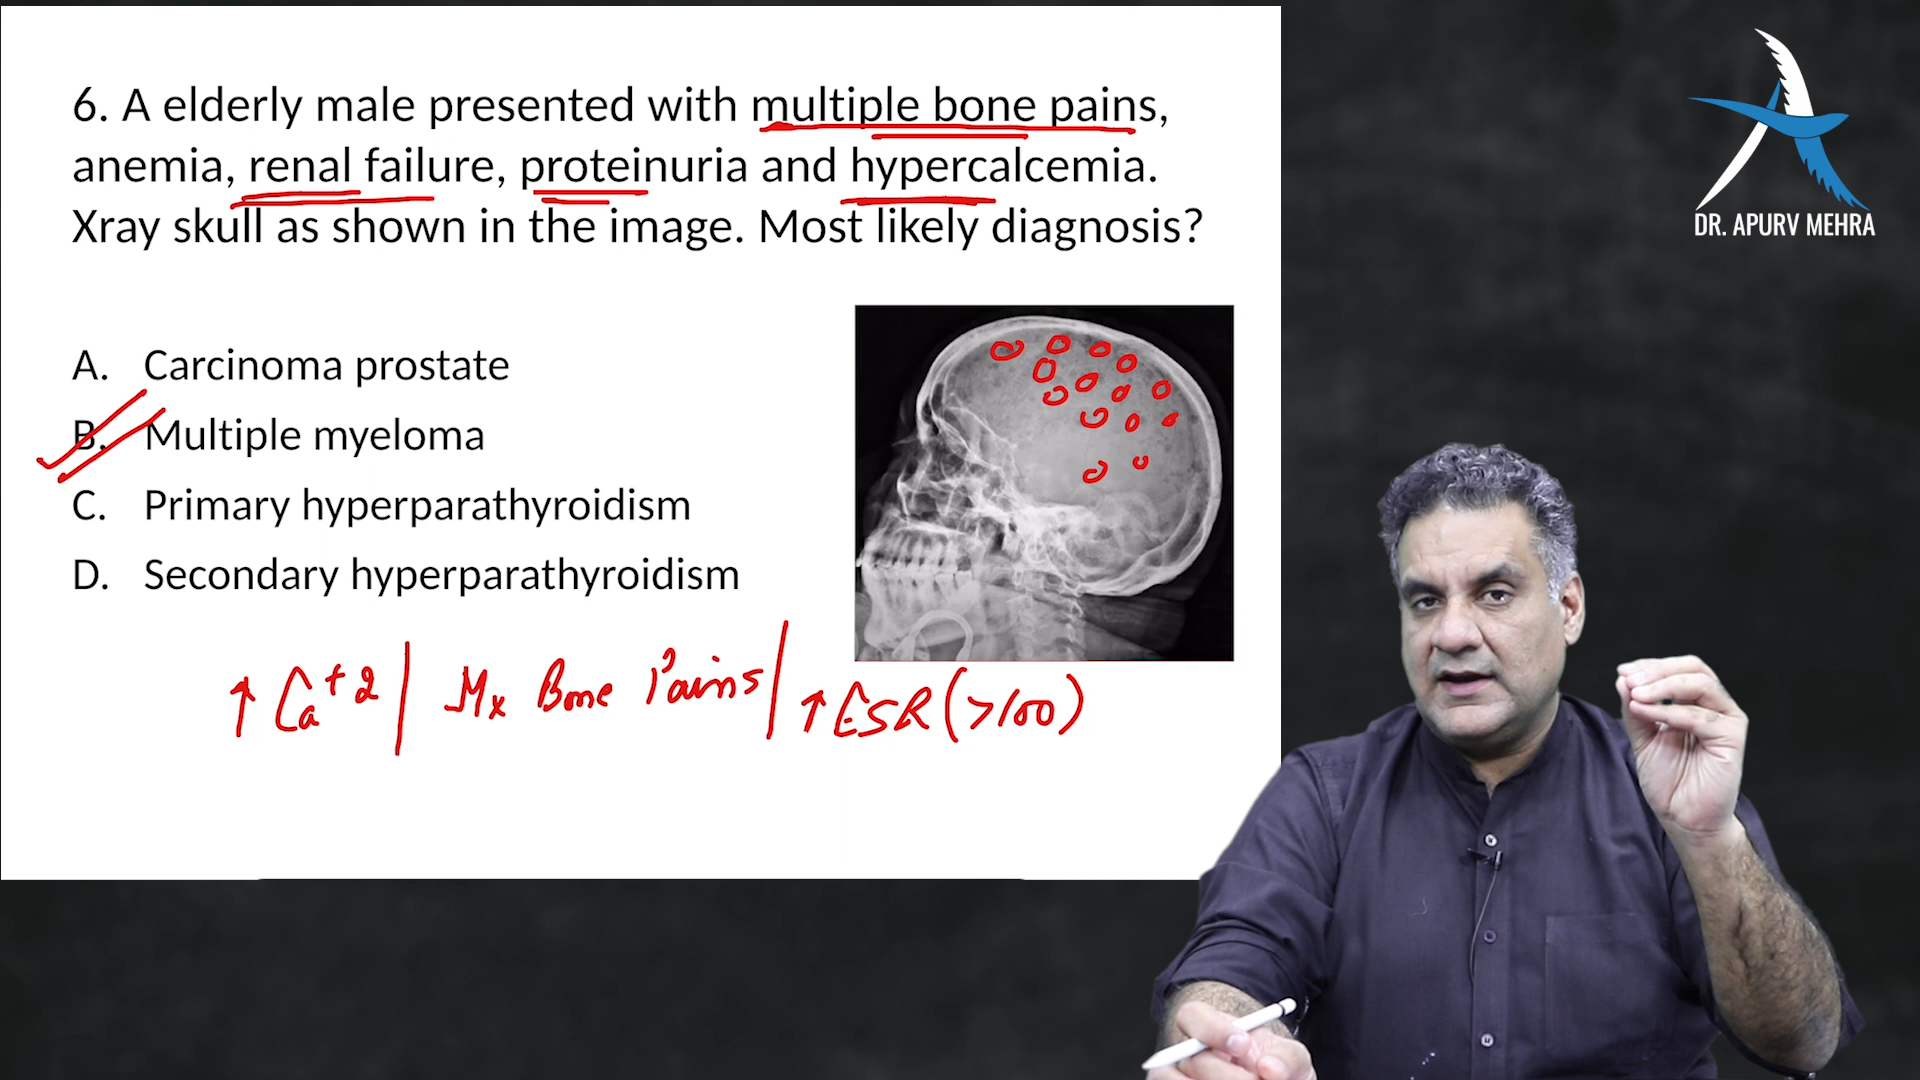 6. A elderly male presented with multiple bone pains,
anemia, renal failure, proteinuria and hypercalcemia.
Xray skull as shown in the image. Most likely diagnosis?
A. Carcinoma prostate
B. Multiple myeloma
C. Primary hyperparathyroidism
D. Secondary hyperparathyroidism
↑ Ca+2 | Mx Bone Pains | ↑ ESR (>100)
DR. APURV MEHRA